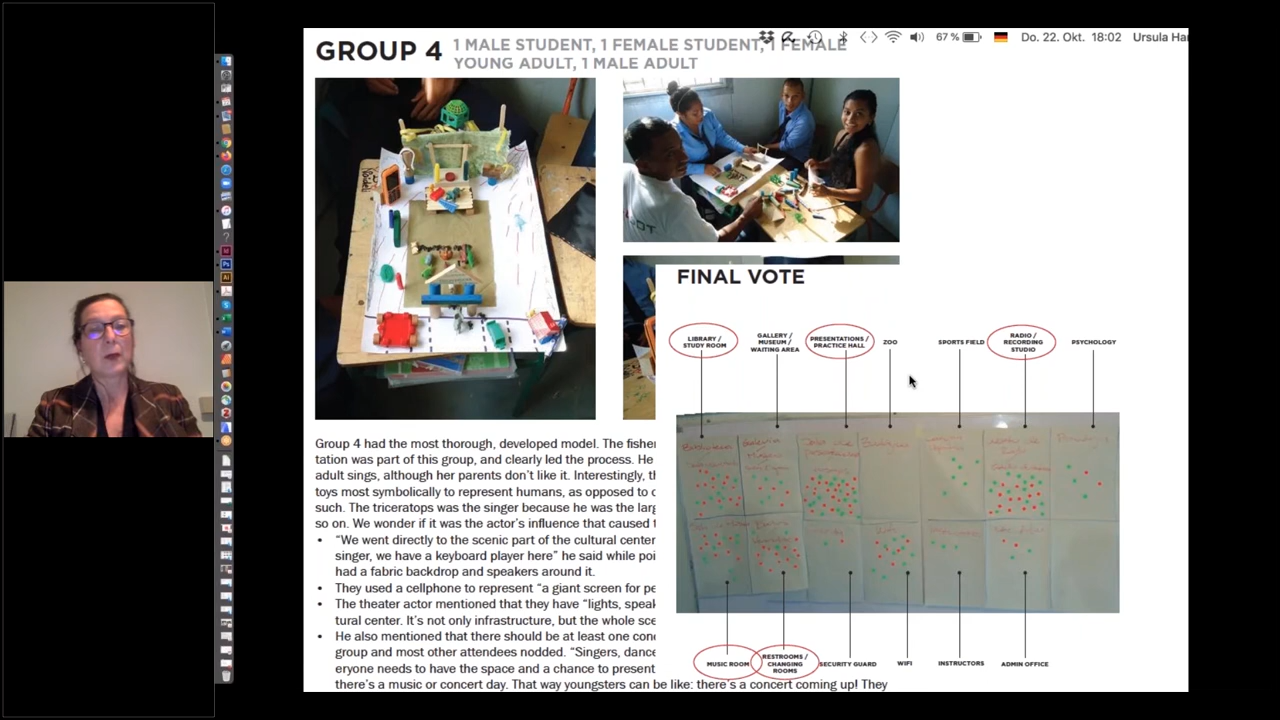 GROUP 4
1 MALE STUDENT, 1 FEMALE STUDENT, 1 FEMALE
YOUNG ADULT, 1 MALE ADULT
67 %
Do. 22. Okt. 18:02
Ursula Har
FINAL VOTE
LIBRARY /
STUDY ROOM
GALLERY /
MUSEUM /
WAITING AREA
PRESENTATIONS /
PRACTICE HALL
ZOO
SPORTS FIELD
RADIO /
RECORDING
STUDIO
PSYCHOLOGY
MUSIC ROOM
RESTROOMS /
CHANGING
ROOMS
SECURITY GUARD
WIFI
INSTRUCTORS
ADMIN OFFICE
Group 4 had the most thorough, developed model. The fisher
tation was part of this group, and clearly led the process. He
adult sings, although her parents don't like it. Interestingly, th
toys most symbolically to represent humans, as opposed to
such. The triceratops was the singer because he was the larg
so on. We wonder if it was the actor's influence that caused
• "We went directly to the scenic part of the cultural center
singer, we have a keyboard player here" he said while poi
had a fabric backdrop and speakers around it.
• They used a cellphone to represent "a giant screen for pe
• The theater actor mentioned that they have "lights, speak
tural center. It's not only infrastructure, but the whole sce
• He also mentioned that there should be at least one conc
group and most other attendees nodded. "Singers, dance
eryone needs to have the space and a chance to present
there's a music or concert day. That way youngsters can be like: there's a concert coming up! They